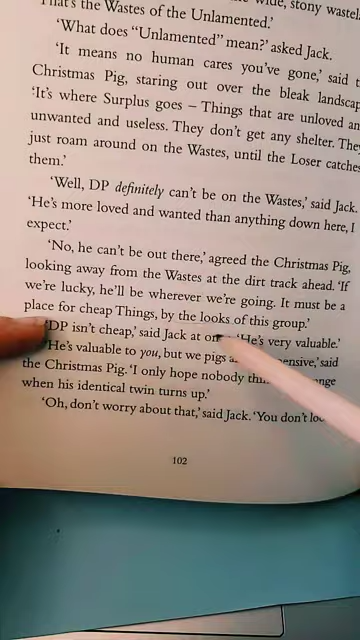 That's the Wastes of the Unlamented.'
'What does "Unlamented" mean?' asked Jack.
'It means no human cares you've gone,' said
Christmas Pig, staring out over the bleak
'It's where Surplus goes – Things that are unloved
unwanted and useless. They don't get any shelter.
just roam around on the Wastes, until the Loser catches
them.'
'Well, DP definitely can't be on the Wastes,' said Jack.
'He's more loved and wanted than anything down here, I
expect.'
'No, he can't be out there,' agreed the Christmas Pig,
looking away from the Wastes at the dirt track ahead. 'If
we're lucky, he'll be wherever we're going. It must be a
place for cheap Things, by the looks of this group.'
'DP isn't cheap,' said Jack at 'He's very valuable.'
'He's valuable to you, but we pigs said
the Christmas Pig. 'I only hope nobody
when his identical twin turns up.'
'Oh, don't worry about that,' said Jack. 'You don't
102